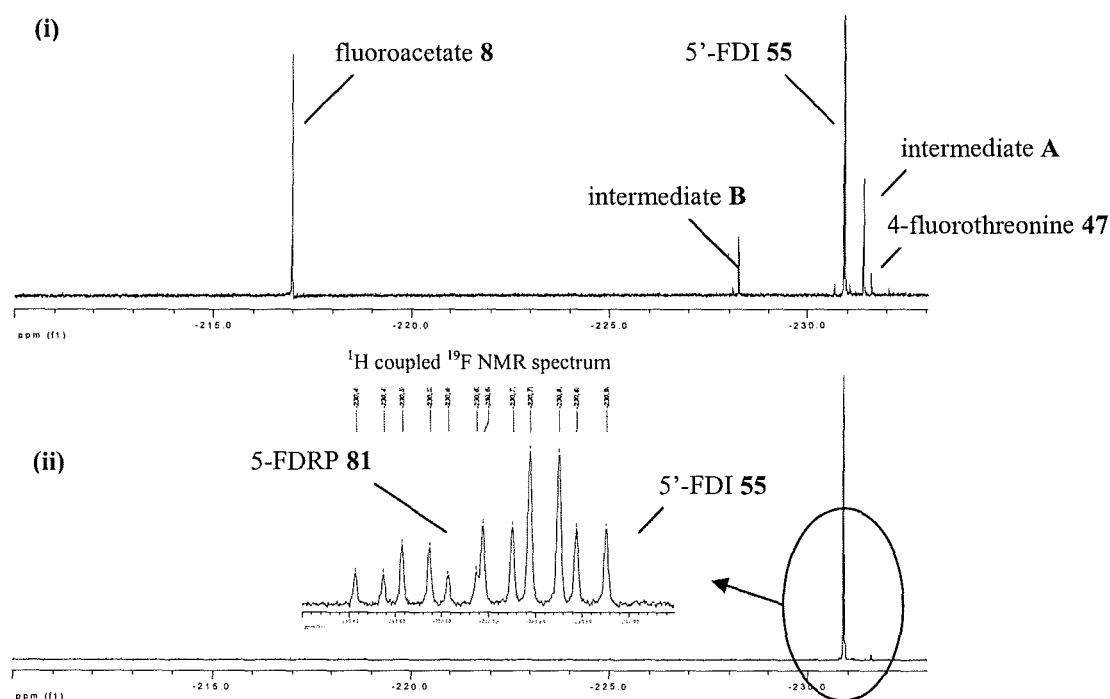 (i)
fluoroacetate 8
5'-FDI 55
intermediate A
intermediate B
4-fluorothreonine 47
-215.0 -220.0 -225.0 -230.0
ppm (f1)
¹H coupled ¹⁹F NMR spectrum
(ii)
5-FDRP 81
5'-FDI 55
-215.0 -220.0 -225.0 -230.0
ppm (f1)